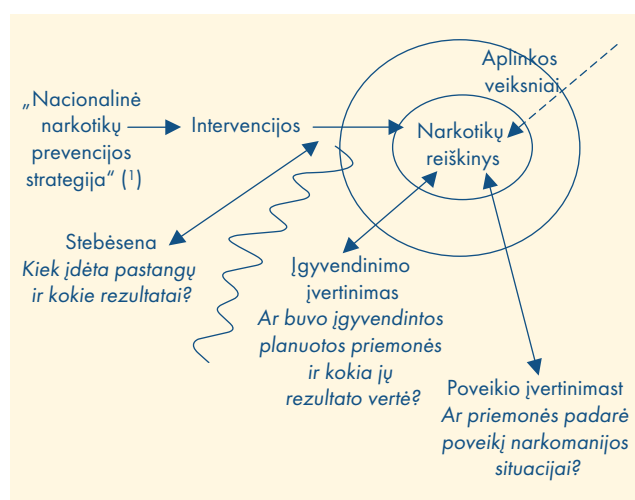 „Nacionalinė
narkotikų
prevencijos
strategija“ (¹)
Intervencijos
Aplinkos
veiksniai
Narkotikų
reiškinys
Stebėsena
Kiek įdėta pastangų
ir kokie rezultatai?
Įgyvendinimo
įvertinimas
Ar buvo įgyvendintos
planuotos priemonės
ir kokia jų
rezultato vertė?
Poveikio įvertinimast
Ar priemonės padarė
poveikį narkomanijos
situacijai?